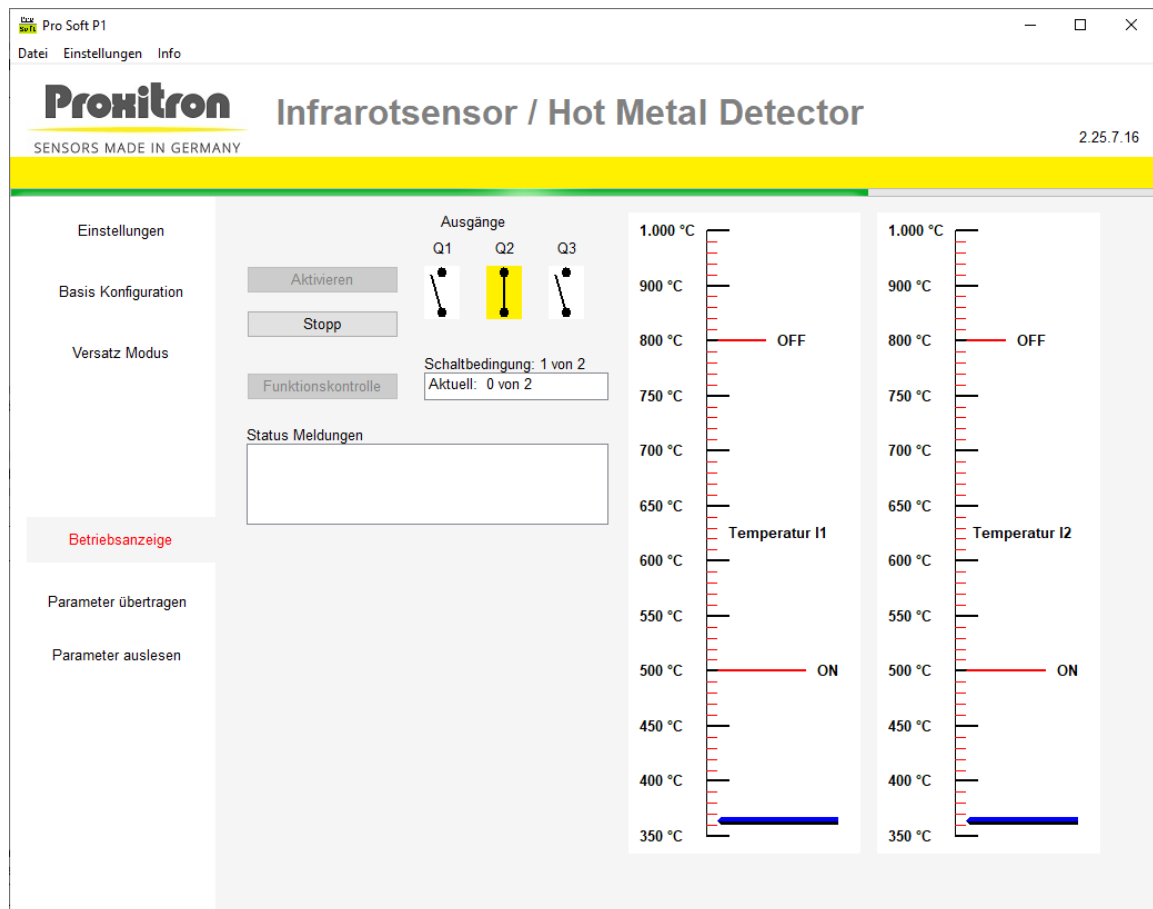 Pro Soft P1
Datei Einstellungen Info
Proxitron
SENSORS MADE IN GERMANY
Infrarotsensor / Hot Metal Detector
2.25.7.16
Einstellungen
Basis Konfiguration
Versatz Modus
Betriebsanzeige
Parameter übertragen
Parameter auslesen
Ausgänge
Q1 Q2 Q3
Aktivieren
Stopp
Funktionskontrolle
Schaltbedingung: 1 von 2
Aktuell: 0 von 2
Status Meldungen
1.000 °C
900 °C
800 °C OFF
750 °C
700 °C
650 °C
Temperatur I1
600 °C
550 °C
500 °C ON
450 °C
400 °C
350 °C
1.000 °C
900 °C
800 °C OFF
750 °C
700 °C
650 °C
Temperatur I2
600 °C
550 °C
500 °C ON
450 °C
400 °C
350 °C